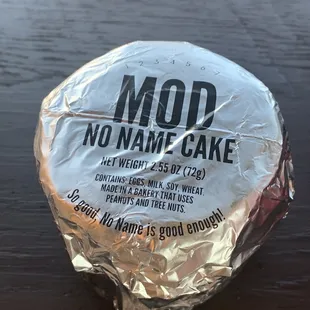 MOD
NO NAME CAKE
NET WEIGHT 2.55 OZ (72g)
CONTAINS: EGGS, MILK, SOY, WHEAT.
MADE IN A BAKERY THAT USES
PEANUTS AND TREE NUTS.
So good, No Name is good enough!